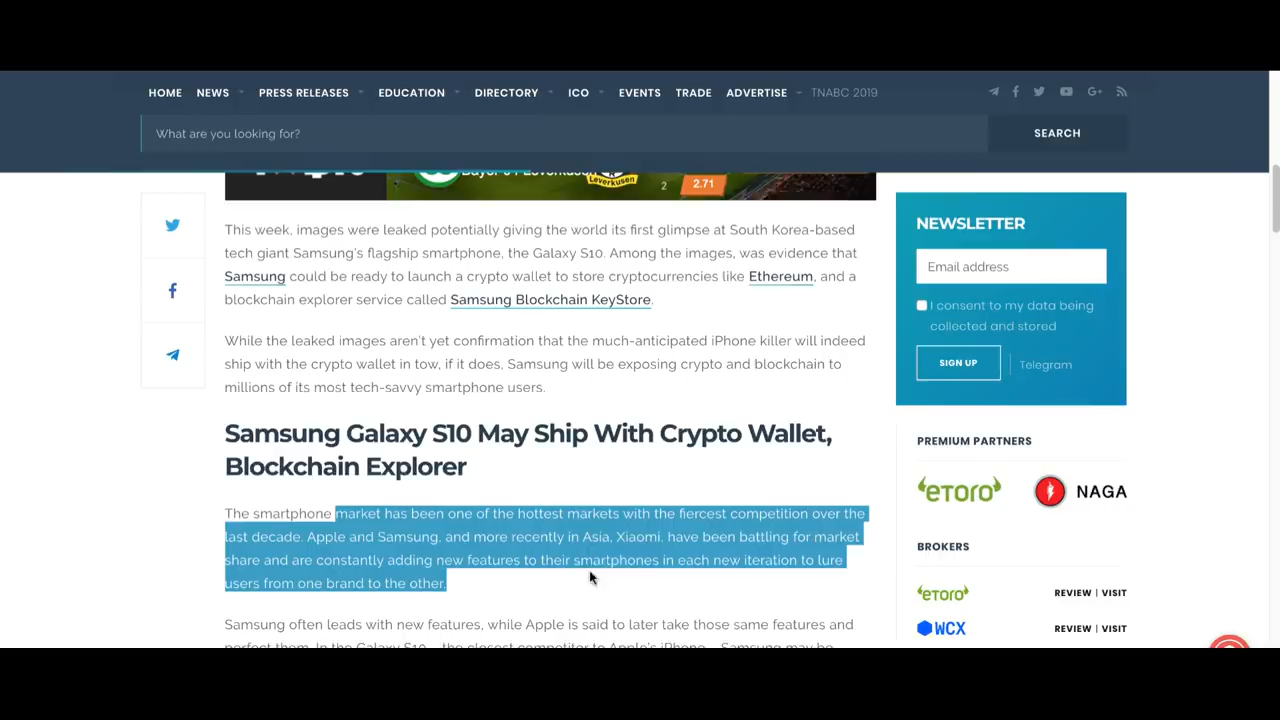 HOME NEWS PRESS RELEASES EDUCATION DIRECTORY ICO EVENTS TRADE ADVERTISE TNABC 2019
What are you looking for?
SEARCH
Leverkusen
2
2.71
This week, images were leaked potentially giving the world its first glimpse at South Korea-based
tech giant Samsung's flagship smartphone, the Galaxy S10. Among the images, was evidence that
Samsung could be ready to launch a crypto wallet to store cryptocurrencies like Ethereum, and a
blockchain explorer service called Samsung Blockchain KeyStore.
While the leaked images aren't yet confirmation that the much-anticipated iPhone killer will indeed
ship with the crypto wallet in tow, if it does, Samsung will be exposing crypto and blockchain to
millions of its most tech-savvy smartphone users.
Samsung Galaxy S10 May Ship With Crypto Wallet,
Blockchain Explorer
The smartphone market has been one of the hottest markets with the fiercest competition over the
last decade. Apple and Samsung, and more recently in Asia, Xiaomi, have been battling for market
share and are constantly adding new features to their smartphones in each new iteration to lure
users from one brand to the other.
Samsung often leads with new features, while Apple is said to later take those same features and
perfect them. In the Galaxy S10 – the closest competitor to Apple's iPhone – Samsung may be
NEWSLETTER
Email address
I consent to my data being
collected and stored
SIGN UP
Telegram
PREMIUM PARTNERS
eToro
NAGA
BROKERS
eToro REVIEW | VISIT
WCX REVIEW | VISIT